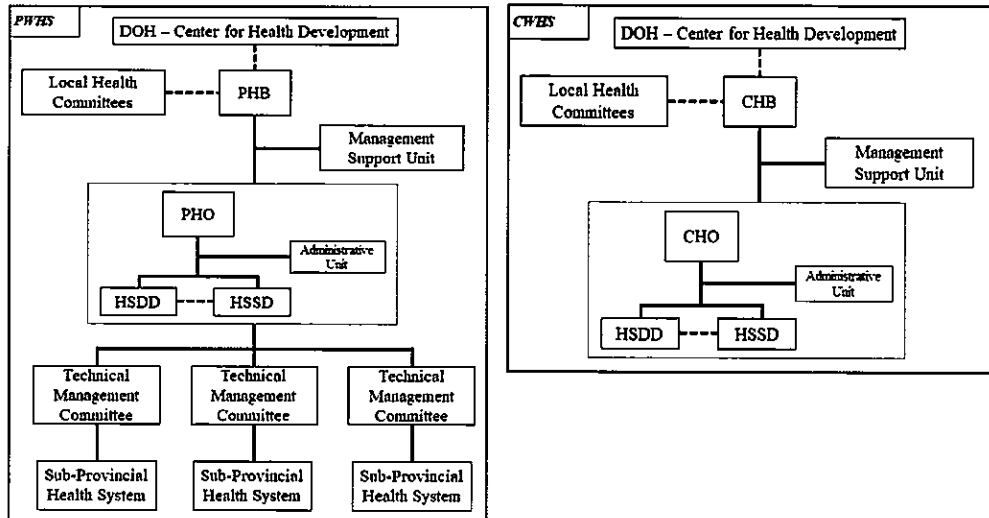 PWHS
DOH – Center for Health Development
Local Health
Committees
PHB
Management
Support Unit
PHO
Administrative
Unit
HSDD
HSSD
Technical
Management
Committee
Technical
Management
Committee
Technical
Management
Committee
Sub-Provincial
Health System
Sub-Provincial
Health System
Sub-Provincial
Health System
CWHS
DOH – Center for Health Development
Local Health
Committees
CHB
Management
Support Unit
CHO
Administrative
Unit
HSDD
HSSD